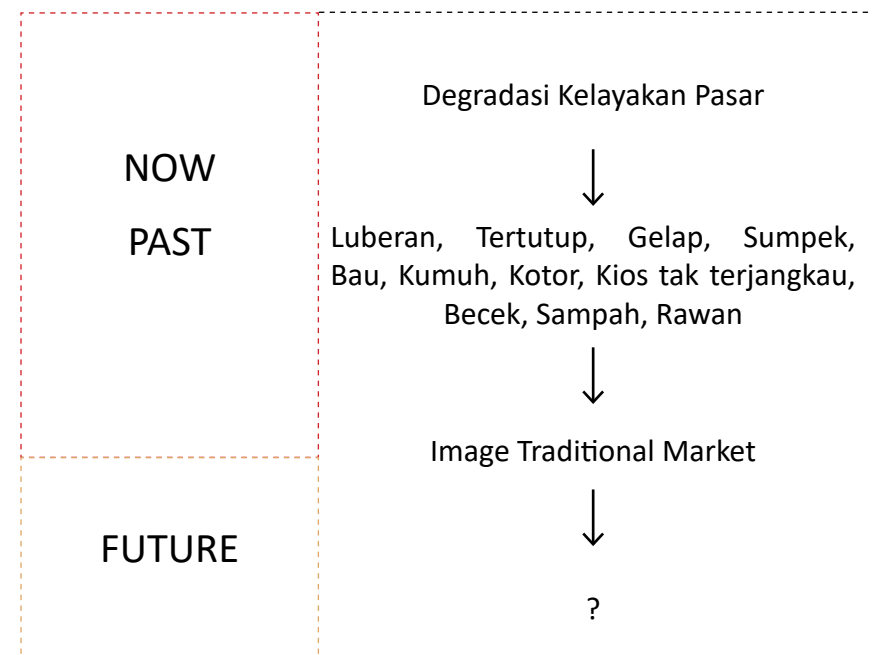 NOW
PAST
FUTURE
Degradasi Kelayakan Pasar
Luberan, Tertutup, Gelap, Sumpek,
Bau, Kumuh, Kotor, Kios tak terjangkau,
Becek, Sampah, Rawan
Image Traditional Market
?